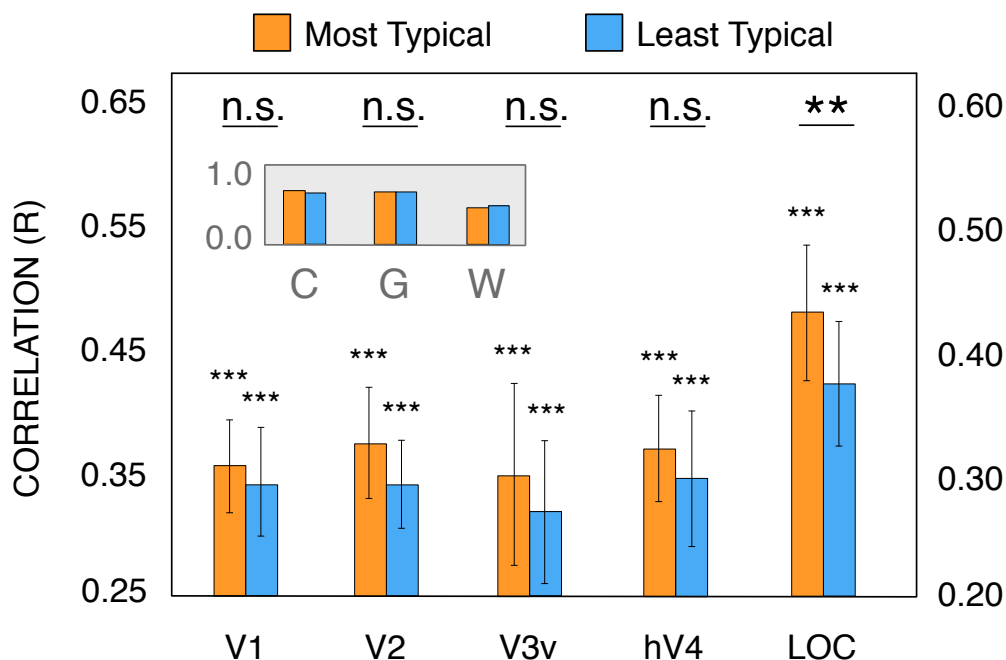 Most Typical Least Typical
0.65 n.s. n.s. n.s. n.s. ** 0.60
1.0
0.0
C G W
0.55 *** 0.50
***
0.45 0.40
*** *** *** ***
*** *** *** ***
0.35 0.30
0.25 0.20
V1 V2 V3v hV4 LOC
CORRELATION (R)